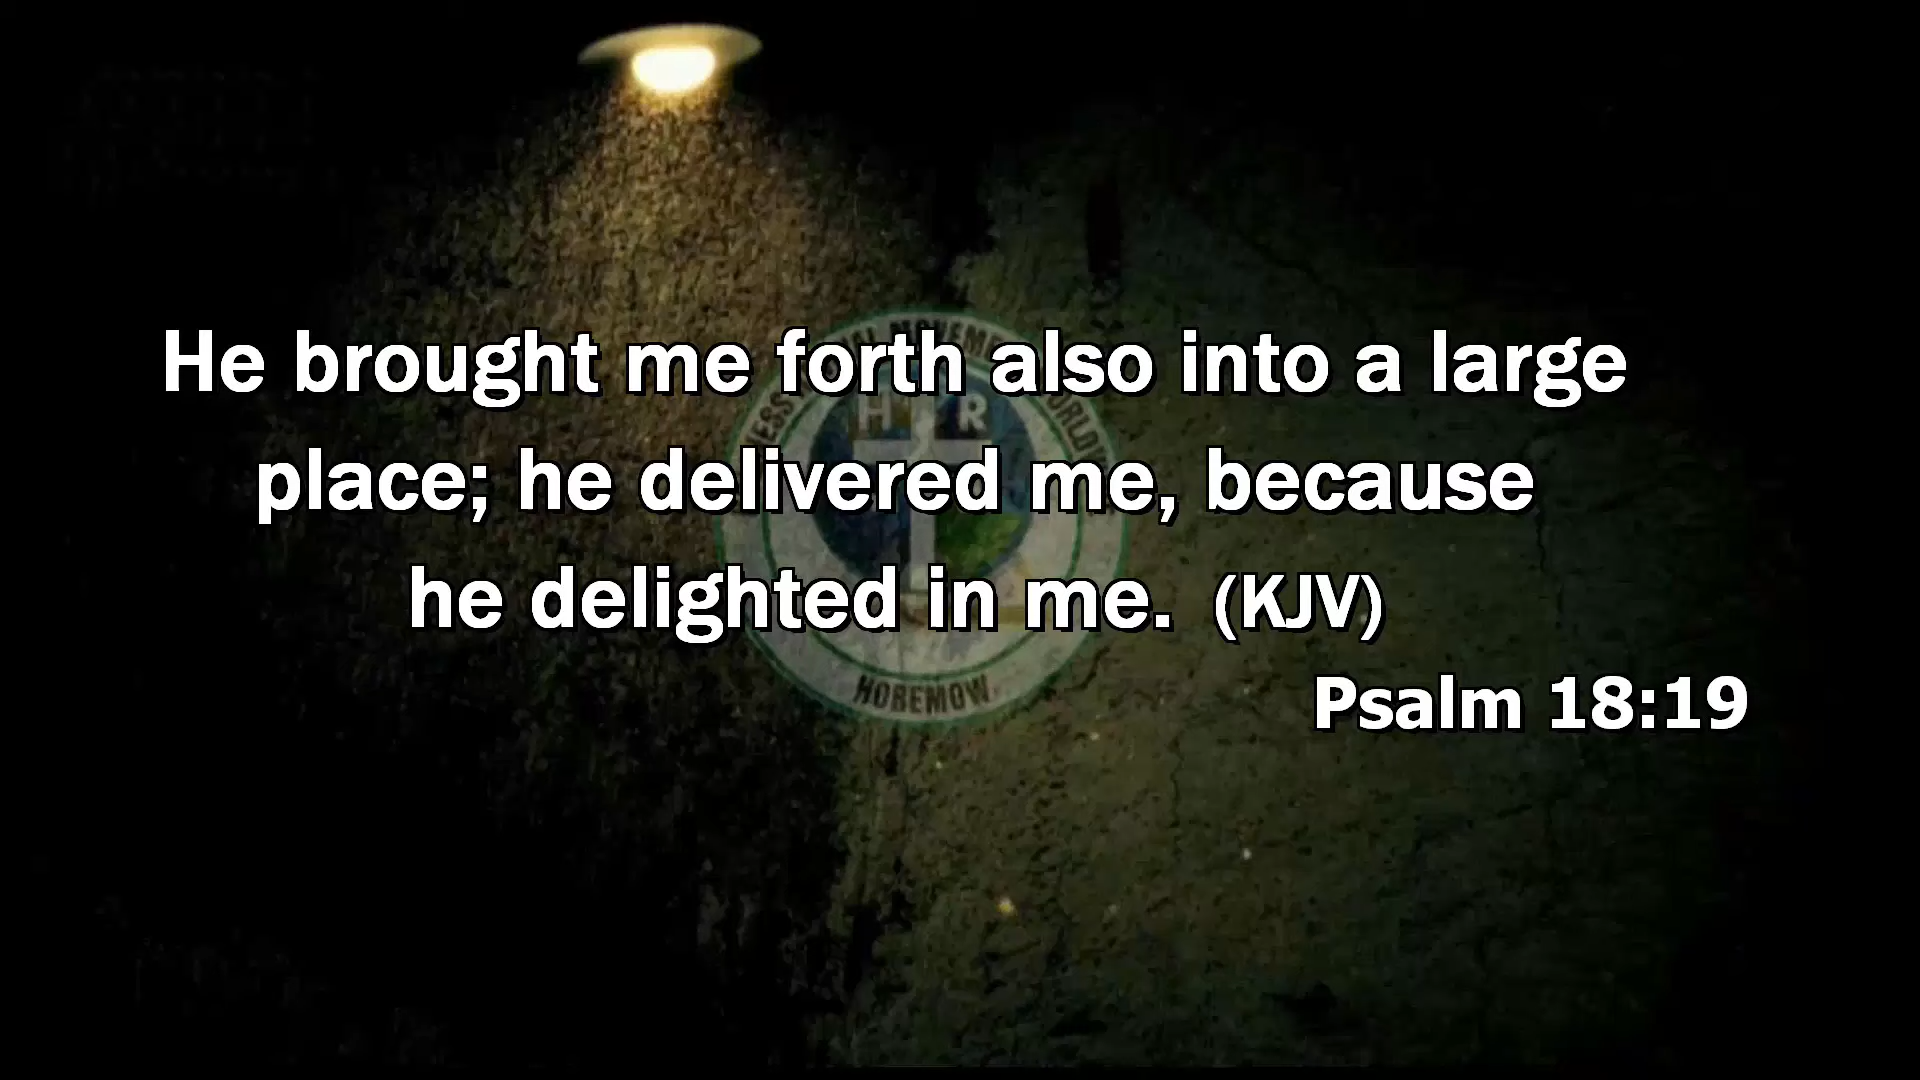 He brought me forth also into a large
place; he delivered me, because
he delighted in me. (KJV)
Psalm 18:19
H R
HOREMOW